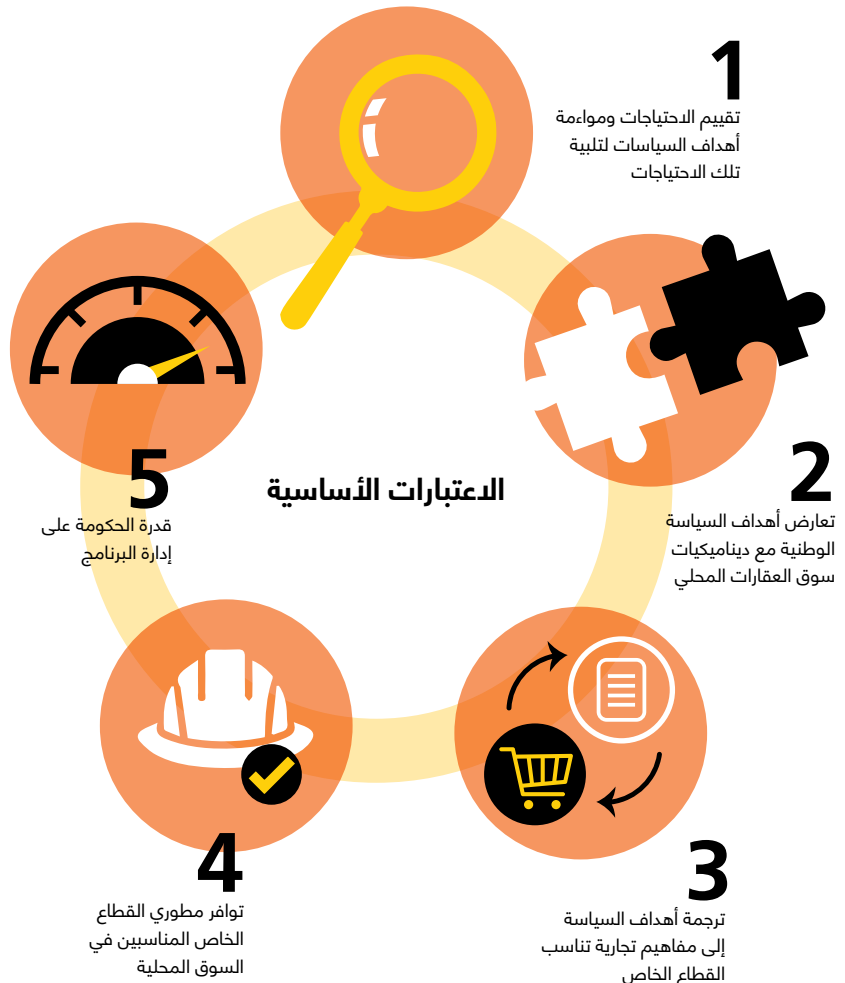 1
تقييم الاحتياجات ومواءمة
أهداف السياسات لتلبية
تلك الاحتياجات
2
تعارض أهداف السياسة
الوطنية مع ديناميكيات
سوق العقارات المحلي
الاعتبارات الأساسية
5
قدرة الحكومة على
إدارة البرنامج
3
ترجمة أهداف السياسة
إلى مفاهيم تجارية تناسب
القطاع الخاص
4
توافر مطوري القطاع
الخاص المناسبين في
السوق المحلية